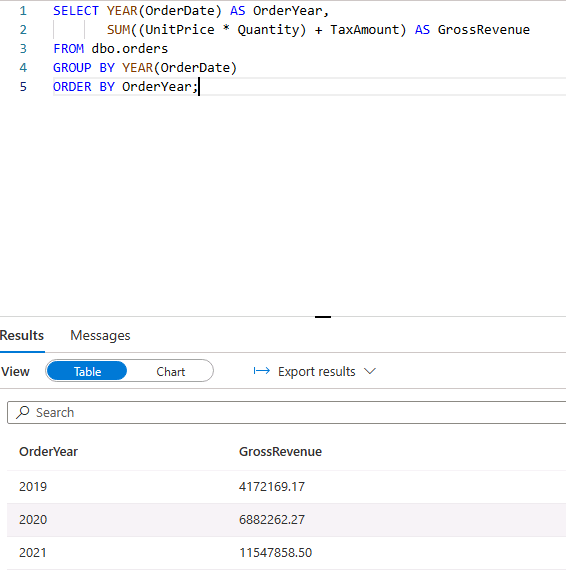 1 SELECT YEAR(OrderDate) AS OrderYear,
2 SUM((UnitPrice * Quantity) + TaxAmount) AS GrossRevenue
3 FROM dbo.orders
4 GROUP BY YEAR(OrderDate)
5 ORDER BY OrderYear;
Results Messages
View Table Chart Export results
Search
OrderYear GrossRevenue
2019 4172169.17
2020 6882262.27
2021 11547858.50